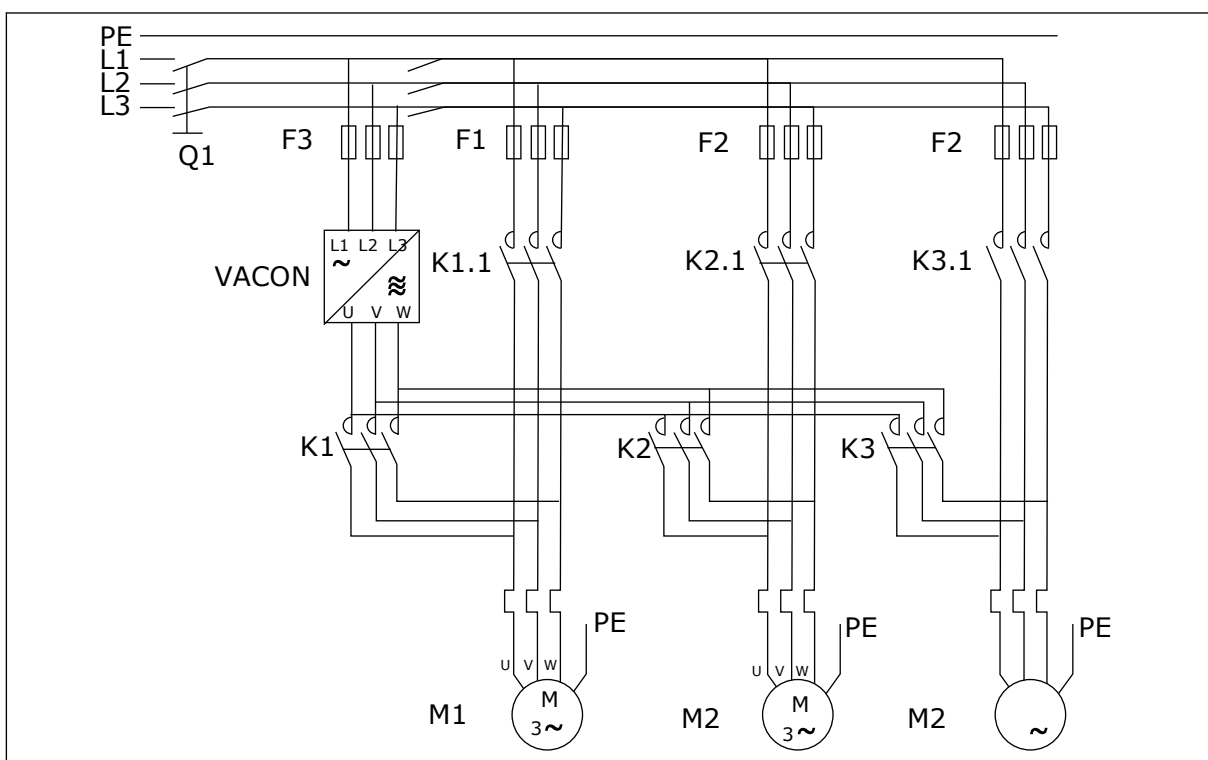 PE
L1
L2
L3
Q1
F3
F1
F2
F2
L1 L2 L3
~
VACON
U V W
K1.1
K2.1
K3.1
K1
K2
K3
PE
PE
PE
U V W
U V W
M1
M
3~
M2
M
3~
M2
~